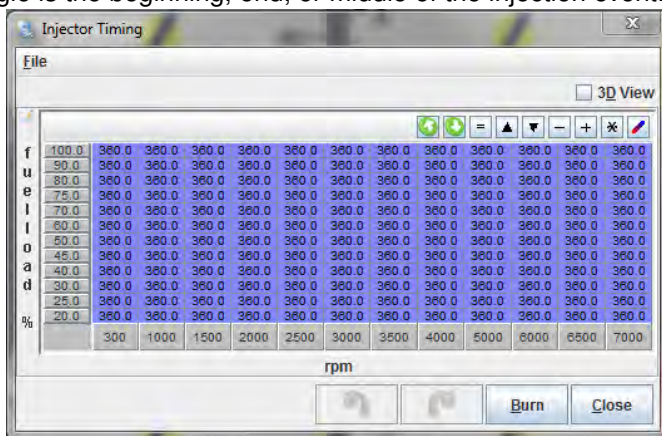 gle is the beginning, end, or middle of the injection event.
Injector Timing
File
3D View
= - + *
fuelload %
100.0 360.0 360.0 360.0 360.0 360.0 360.0 360.0 360.0 360.0 360.0 360.0 360.0
90.0 360.0 360.0 360.0 360.0 360.0 360.0 360.0 360.0 360.0 360.0 360.0 360.0
80.0 360.0 360.0 360.0 360.0 360.0 360.0 360.0 360.0 360.0 360.0 360.0 360.0
75.0 360.0 360.0 360.0 360.0 360.0 360.0 360.0 360.0 360.0 360.0 360.0 360.0
70.0 360.0 360.0 360.0 360.0 360.0 360.0 360.0 360.0 360.0 360.0 360.0 360.0
60.0 360.0 360.0 360.0 360.0 360.0 360.0 360.0 360.0 360.0 360.0 360.0 360.0
50.0 360.0 360.0 360.0 360.0 360.0 360.0 360.0 360.0 360.0 360.0 360.0 360.0
45.0 360.0 360.0 360.0 360.0 360.0 360.0 360.0 360.0 360.0 360.0 360.0 360.0
40.0 360.0 360.0 360.0 360.0 360.0 360.0 360.0 360.0 360.0 360.0 360.0 360.0
30.0 360.0 360.0 360.0 360.0 360.0 360.0 360.0 360.0 360.0 360.0 360.0 360.0
25.0 360.0 360.0 360.0 360.0 360.0 360.0 360.0 360.0 360.0 360.0 360.0 360.0
20.0 360.0 360.0 360.0 360.0 360.0 360.0 360.0 360.0 360.0 360.0 360.0 360.0
300 1000 1500 2000 2500 3000 3500 4000 5000 6000 6500 7000
rpm
Burn Close